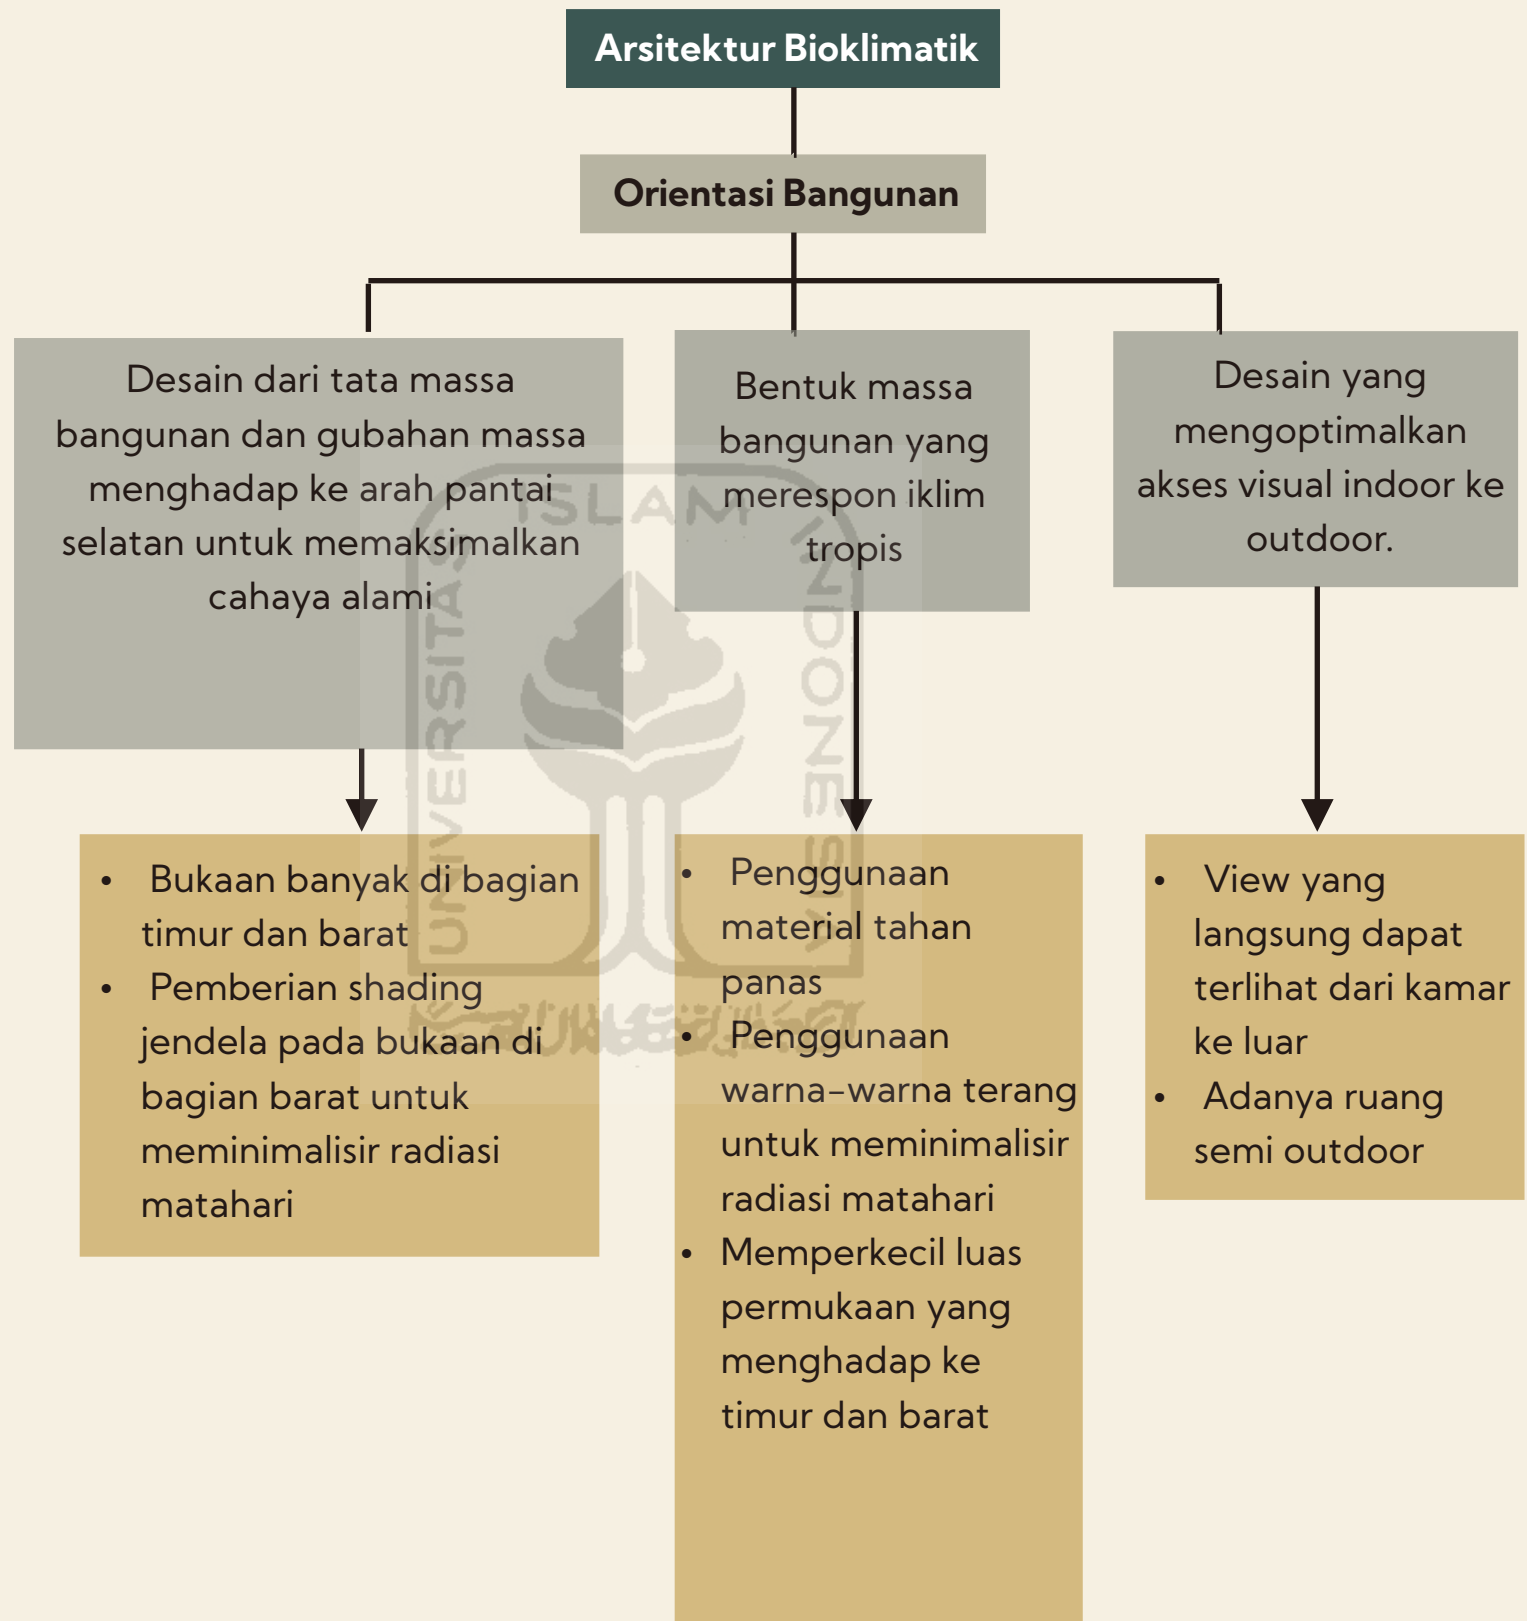 Arsitektur Bioklimatik
Orientasi Bangunan
Desain dari tata massa
bangunan dan gubahan massa
menghadap ke arah pantai
selatan untuk memaksimalkan
cahaya alami
Bentuk massa
bangunan yang
merespon iklim
tropis
Desain yang
mengoptimalkan
akses visual indoor ke
outdoor.
• Bukaan banyak di bagian
timur dan barat
• Pemberian shading
jendela pada bukaan di
bagian barat untuk
meminimalisir radiasi
matahari
• Penggunaan
material tahan
panas
• Penggunaan
warna-warna terang
untuk meminimalisir
radiasi matahari
• Memperkecil luas
permukaan yang
menghadap ke
timur dan barat
• View yang
langsung dapat
terlihat dari kamar
ke luar
• Adanya ruang
semi outdoor
UNIVERSITAS
ISLAM
INDONESIA